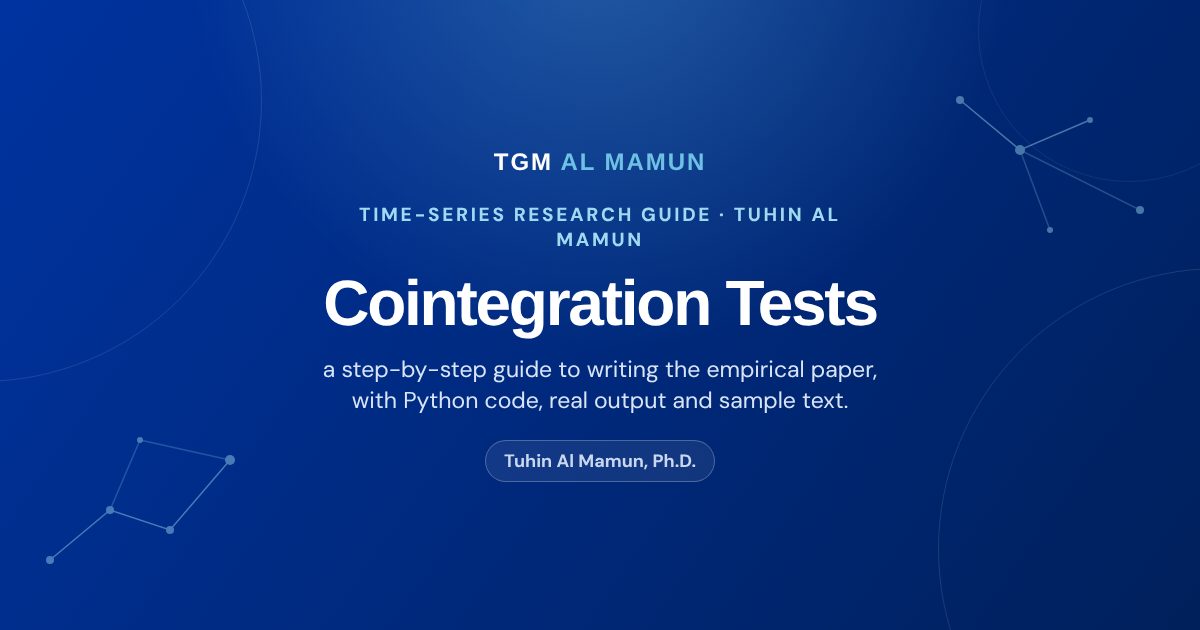 TGM AL MAMUN
TIME-SERIES RESEARCH GUIDE · TUHIN AL
MAMUN
Cointegration Tests
a step-by-step guide to writing the empirical paper,
with Python code, real output and sample text.
Tuhin Al Mamun, Ph.D.